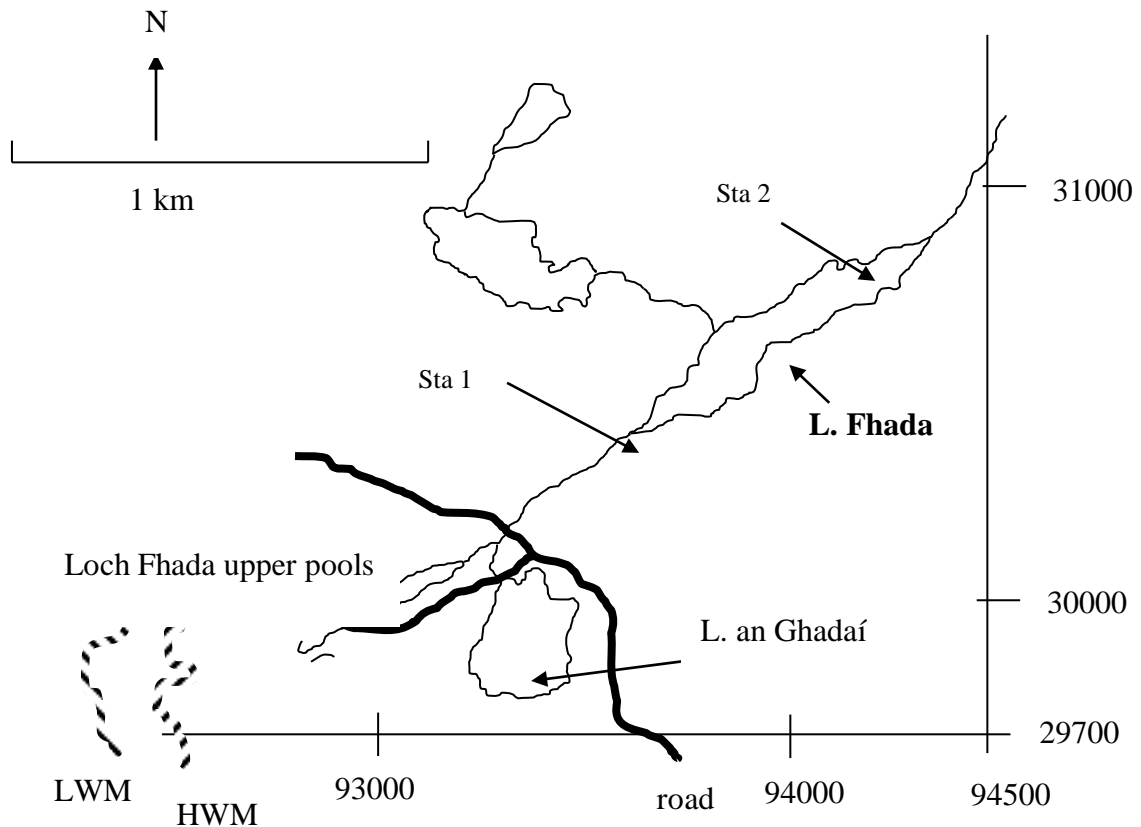 N
1 km
Sta 2
31000
Sta 1
L. Fhada
Loch Fhada upper pools
30000
L. an Ghadaí
29700
LWM
HWM
93000
road
94000
94500